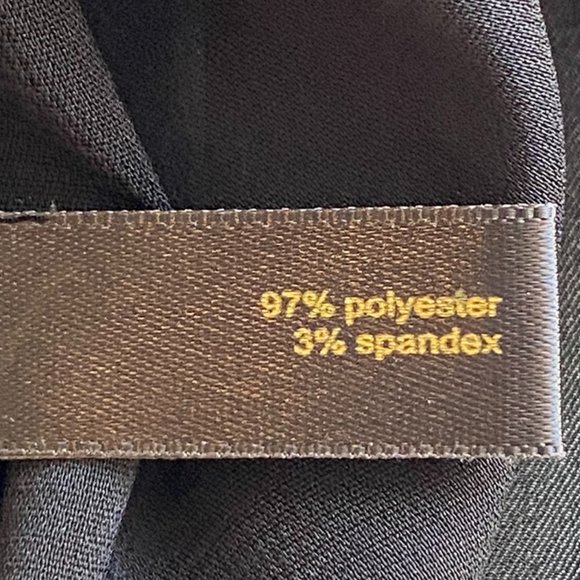 97% polyester
3% spandex